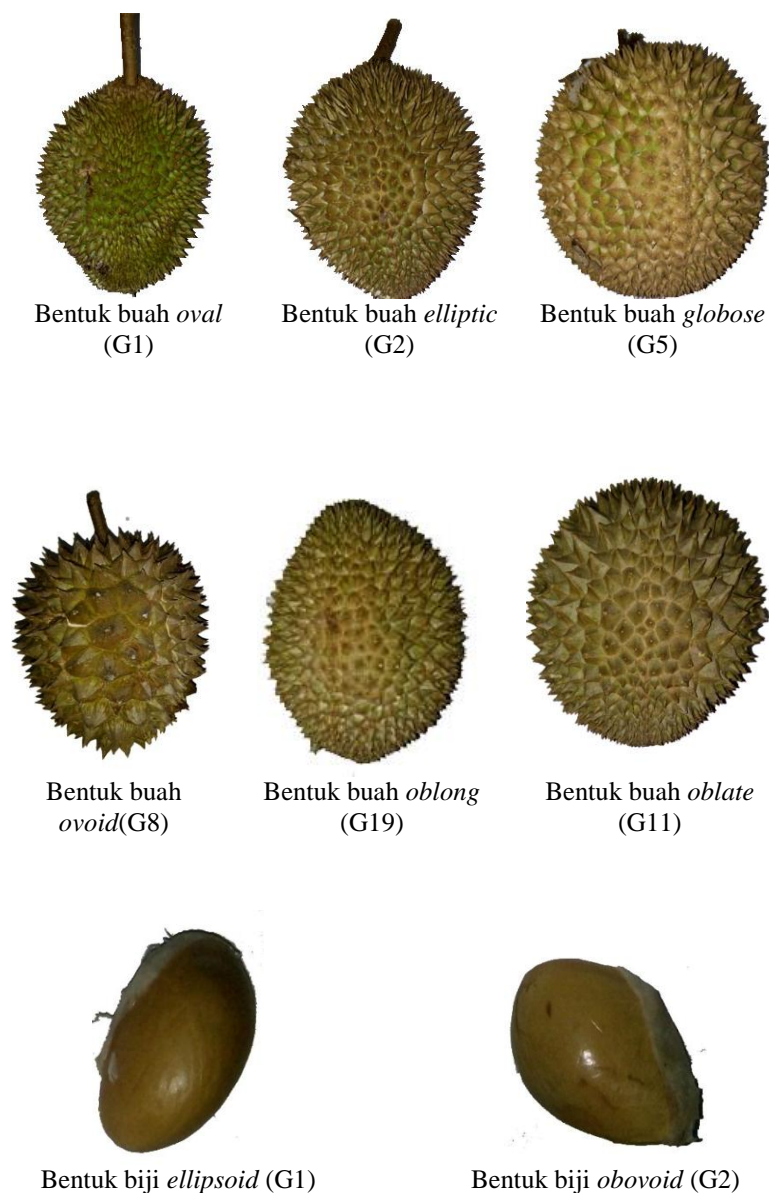 Bentuk buah oval
(G1)
Bentuk buah elliptic
(G2)
Bentuk buah globose
(G5)
Bentuk buah
ovoid(G8)
Bentuk buah oblong
(G19)
Bentuk buah oblate
(G11)
Bentuk biji ellipsoid (G1)
Bentuk biji obovoid (G2)